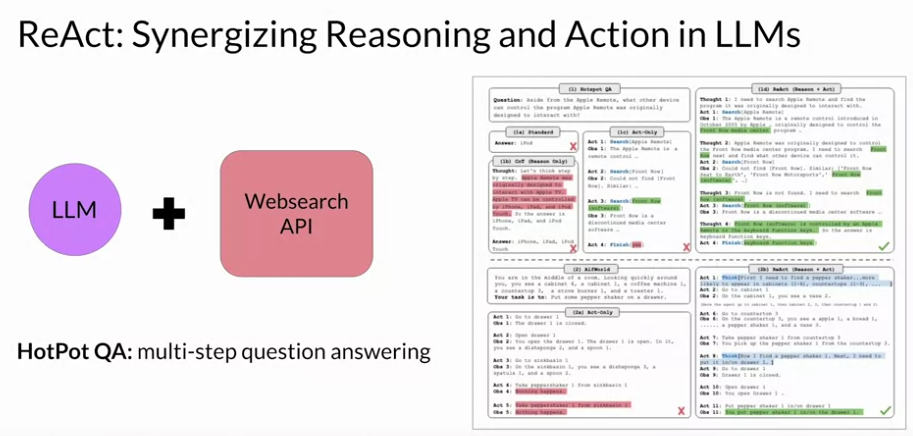 ReAct: Synergizing Reasoning and Action in LLMs
LLM
Websearch
API
HotPot QA: multi-step question answering
(1) Hotspot QA
Question: Aside from the Apple Remote, what other device
can control the program Apple Remote was originally
designed to interact with?
(1a) Standard
Answer: iPod
(1b) CoT (Reason Only)
Thought: Let's think step
by step. Apple Remote was
originally designed to
interact with Apple TV.
Apple TV can be controlled
by iPhone, iPad, and iPod
Touch. So the answer is
iPhone, iPad, and iPod
Touch.
Answer: iPhone, iPad, iPod
Touch
(1c) Act-Only
Act 1: Search[Apple Remote]
Obs 1: The Apple Remote is a
remote control …
Act 2: Search[Front Row]
Obs 2: Could not find [Front
Row]. Similar: …
Act 3: Search[Front Row
(software)]
Obs 3: Front Row is a
discontinued media center
software …
Act 4: Finish[yes]
(1d) ReAct (Reason + Act)
Thought 1: I need to search Apple Remote and find the
program it was originally designed to interact with.
Act 1: Search[Apple Remote]
Obs 1: The Apple Remote is a remote control introduced in
October 2005 by Apple … originally designed to control the
Front Row media center program …
Thought 2: Apple Remote was originally designed to control
the Front Row media center program. I need to search Front
Row next and find what other device can control it.
Act 2: Search[Front Row]
Obs 2: Could not find [Front Row]. Similar: ['Front Row
Seat to Earth', 'Front Row Motorsports', 'Front Row
(software)', …]
Thought 3: Front Row is not found. I need to search Front
Row (software)
Act 3: Search[Front Row (software)]
Obs 3: Front Row is a discontinued media center software …
Thought 4: Front Row (software) is controlled by an Apple
Remote or the keyboard function keys. So the answer is
keyboard function keys.
Act 4: Finish[keyboard function keys]
(2) AlfWorld
You are in the middle of a room. Looking quickly around
you, you see a cabinet 6, a cabinet 1, a coffee machine 1,
a countertop 3, a stove burner 1, and a toaster 1.
Your task is to: Put some pepper shaker on a drawer.
(2a) Act-Only
Act 1: Go to drawer 1
Obs 1: The drawer 1 is closed.
Act 2: Open drawer 1
Obs 2: You open the drawer 1. The drawer 1 is open. In it,
you see a dishsponge 2, and a spoon 1.
Act 3: Go to sinkbasin 1
Obs 3: On the sinkbasin 1, you see a dishsponge 3, a
spatula 1, and a spoon 2.
Act 4: Take peppershaker 1 from sinkbasin 1
Obs 4: Nothing happens.
Act 5: Take peppershaker 1 from sinkbasin 1
Obs 5: Nothing happens.
(2b) ReAct (Reason + Act)
Act 1: Think[First I need to find a pepper shaker...more
likely to appear in cabinets (1-6), countertops (1-3), ... ]
Act 2: Go to cabinet 1
Obs 2: On the cabinet 1, you see a vase 2.
Act 6: Go to countertop 3
Obs 6: On the countertop 3, you see a apple 1, a bread 1,
...... a pepper shaker 1, and a vase 3.
Act 7: Take pepper shaker 1 from countertop 3
Obs 7: You pick up the pepper shaker 1 from the countertop 3.
Act 8: Think[Now I find a pepper shaker 1. Next, I need to
put it in/on drawer 1. ]
Act 9: Go to drawer 1
Obs 9: Drawer 1 is closed.
Act 10: Open drawer 1
Obs 10: You open Drawer 1 .
Act 11: Put pepper shaker 1 in/on drawer 1
Obs 11: You put pepper shaker 1 in/on the drawer 1.